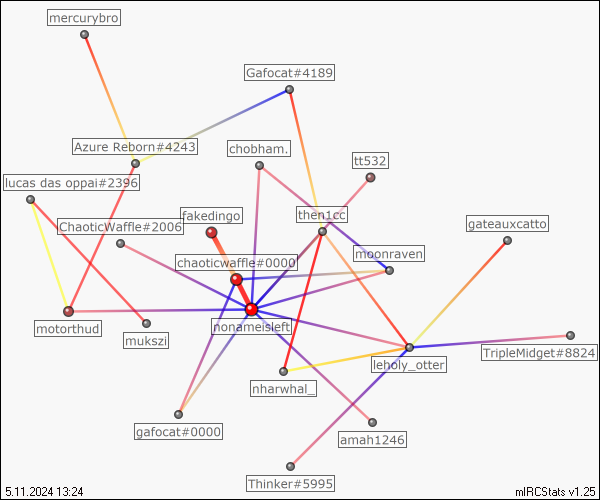 mercurybro
Gafocat#4189
Azure Reborn#4243
chobham.
tt532
lucas das oppai#2396
fakedingo
then1cc
ChaoticWaffle#2006
gateauxcatto
moonraven
chaoticwaffle#0000
motorthud
nonameisleft
mukszi
TripleMidget#8824
leholy_otter
nharwhal_
gafocat#0000
amah1246
Thinker#5995
5.11.2024 13:24
mIRCStats v1.25